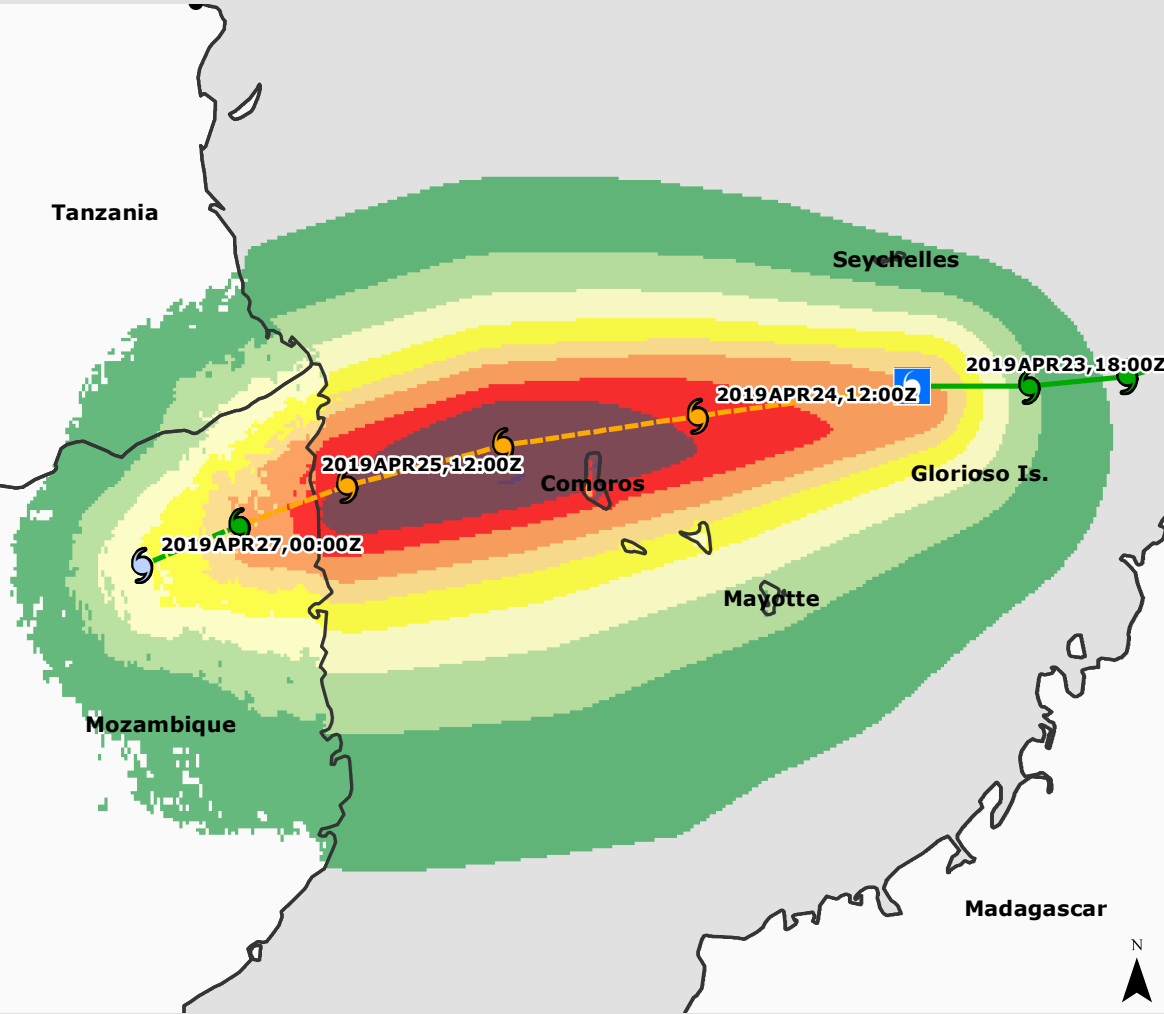 Tanzania
Seychelles
2019APR23,18:00Z
2019APR24,12:00Z
2019APR25,12:00Z
Glorioso Is.
Comoros
2019APR27,00:00Z
Mayotte
Mozambique
Madagascar
N